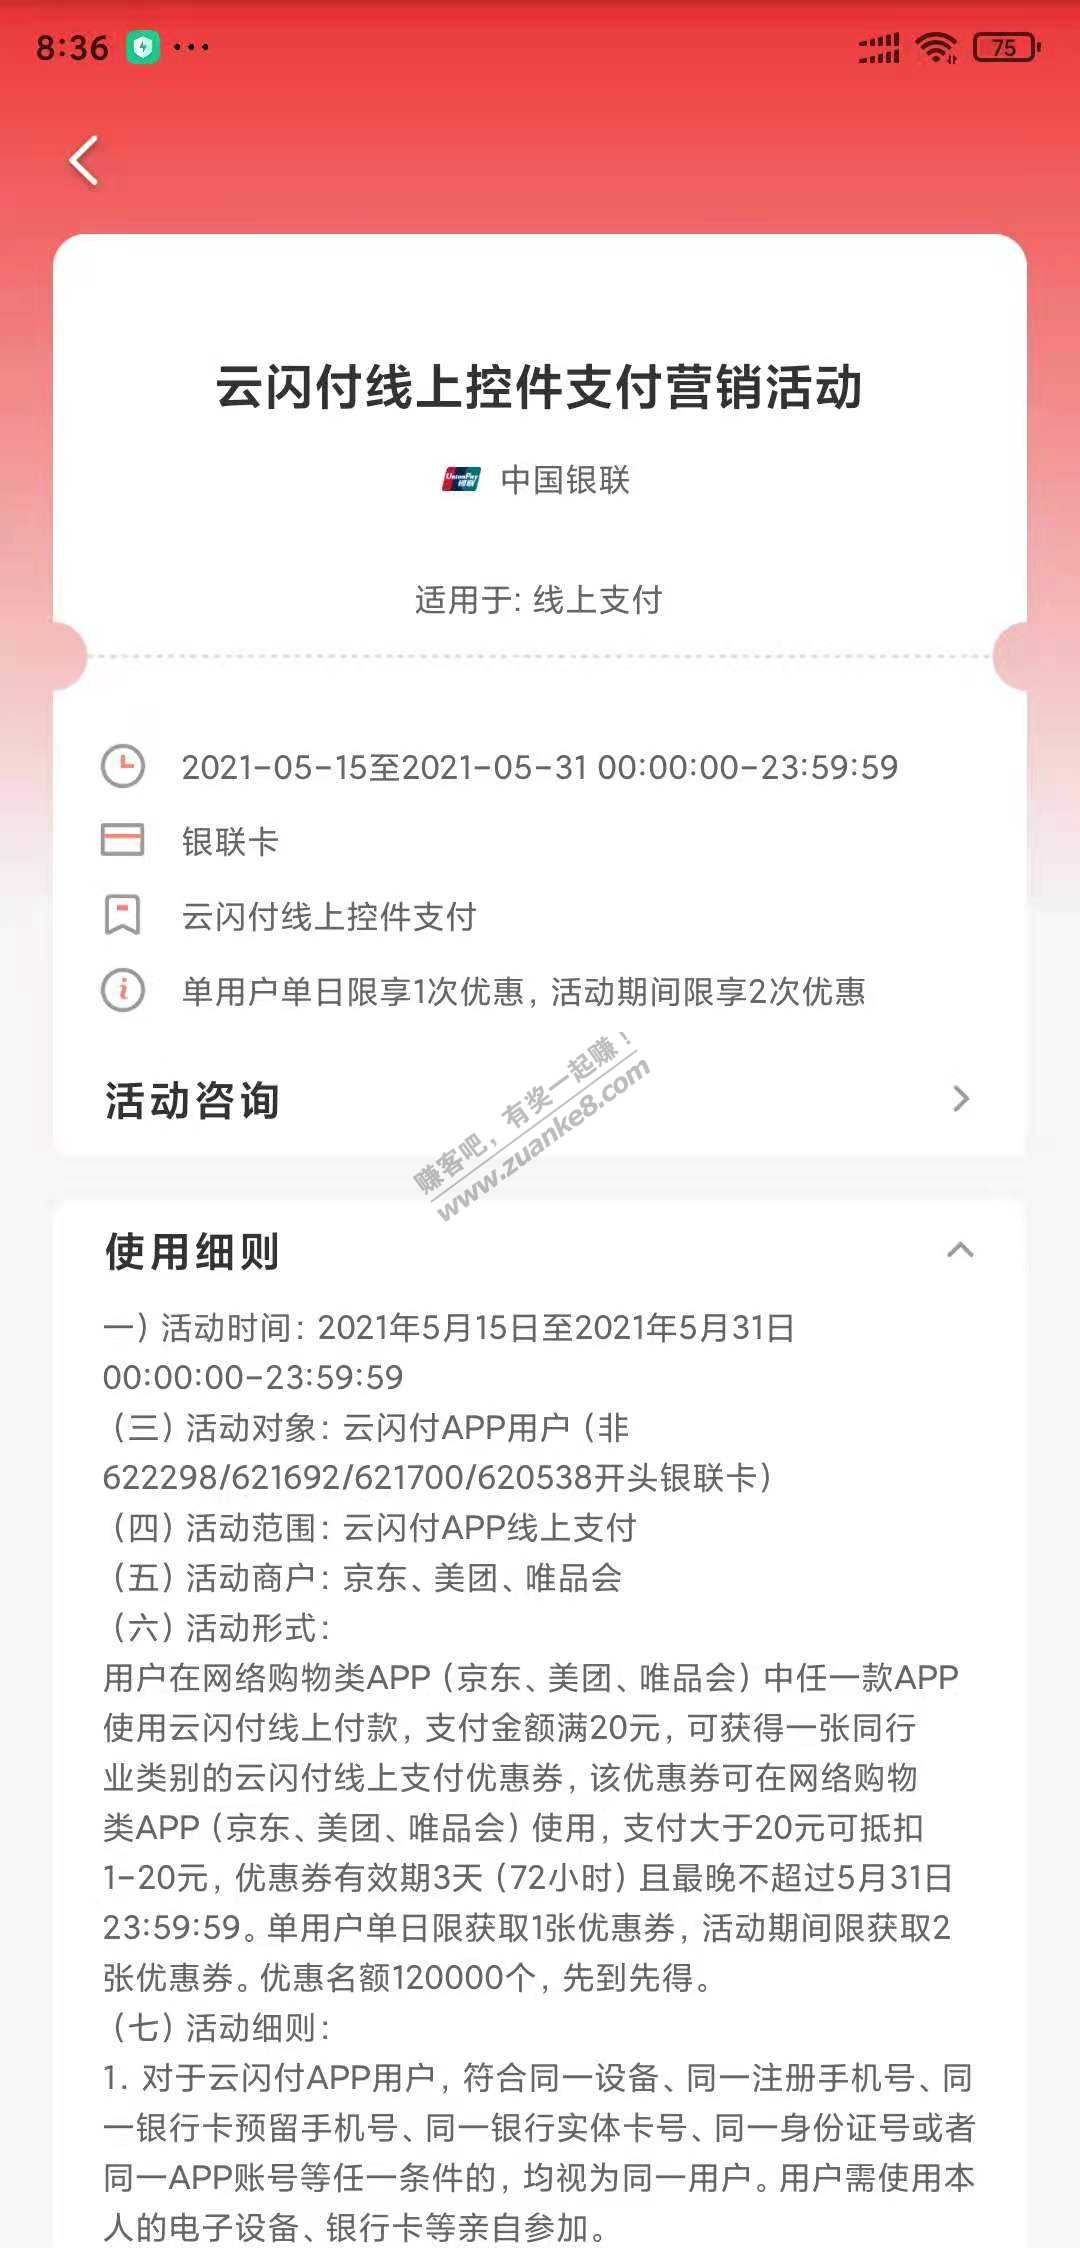 8:36
75
云闪付线上控件支付营销活动
UnionPay
银联
中国银联
适用于: 线上支付
2021-05-15至2021-05-31 00:00:00-23:59:59
银联卡
云闪付线上控件支付
单用户单日限享1次优惠, 活动期间限享2次优惠
活动咨询
赚客吧，有奖一起赚！
www.zuanke8.com
使用细则
一) 活动时间: 2021年5月15日至2021年5月31日
00:00:00-23:59:59
（三）活动对象：云闪付APP用户（非
622298/621692/621700/620538开头银联卡）
（四）活动范围：云闪付APP线上支付
（五）活动商户：京东、美团、唯品会
（六）活动形式：
用户在网络购物类APP（京东、美团、唯品会）中任一款APP
使用云闪付线上付款，支付金额满20元，可获得一张同行
业类别的云闪付线上支付优惠券，该优惠券可在网络购物
类APP（京东、美团、唯品会）使用，支付大于20元可抵扣
1-20元，优惠券有效期3天（72小时）且最晚不超过5月31日
23:59:59。单用户单日限获取1张优惠券，活动期间限获取2
张优惠券。优惠名额120000个，先到先得。
（七）活动细则：
1. 对于云闪付APP用户，符合同一设备、同一注册手机号、同
一银行卡预留手机号、同一银行实体卡号、同一身份证号或者
同一APP账号等任一条件的，均视为同一用户。用户需使用本
人的电子设备、银行卡等亲自参加。